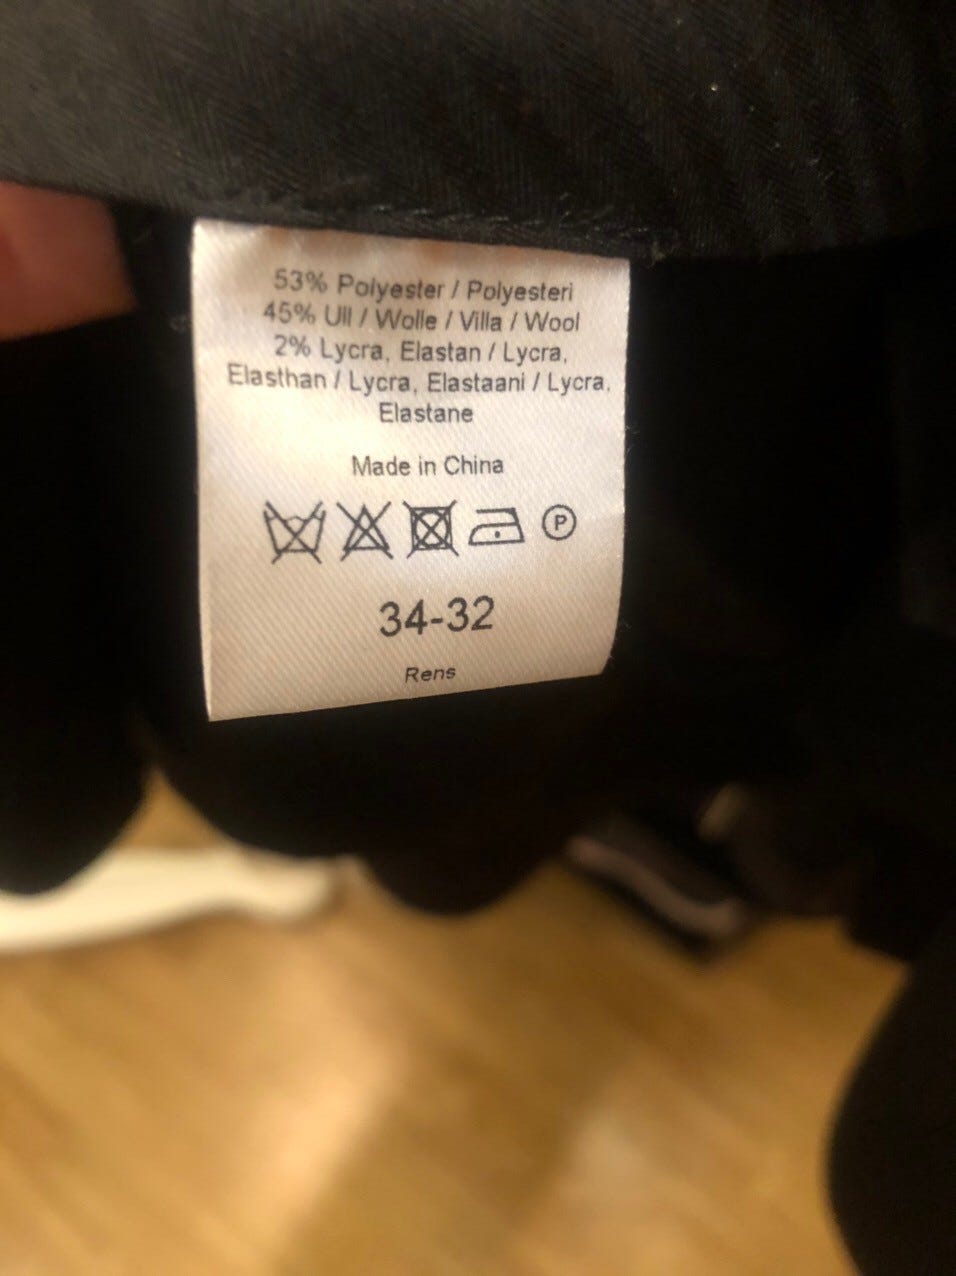 53% Polyester / Polyesteri
45% Ull / Wolle / Villa / Wool
2% Lycra, Elastan / Lycra,
Elasthan / Lycra, Elastaani / Lycra,
Elastane
Made in China
P
34-32
Rens